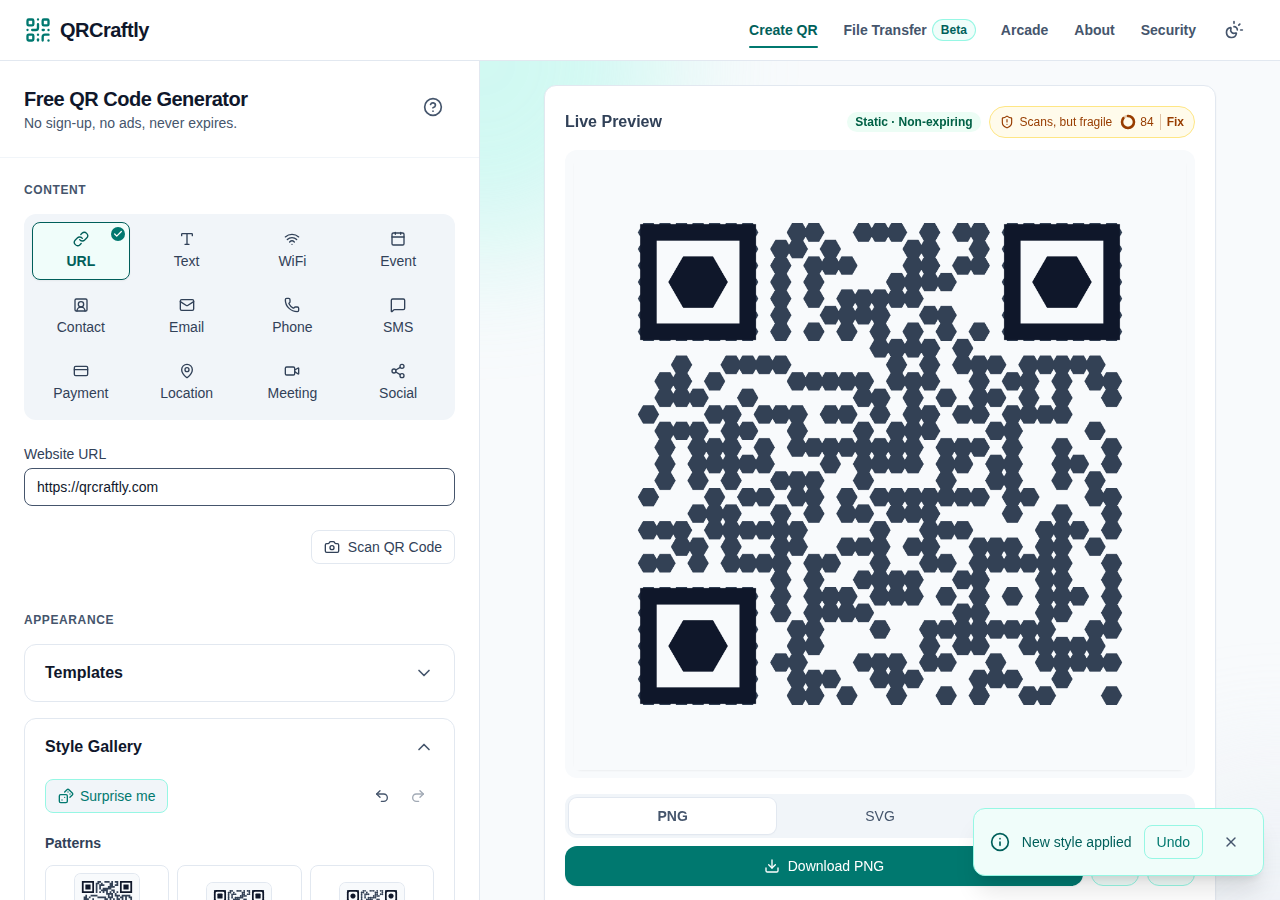 QRCraftly
Create QR
File Transfer Beta
Arcade
About
Security
Free QR Code Generator
No sign-up, no ads, never expires.
CONTENT
URL
Text
WiFi
Event
Contact
Email
Phone
SMS
Payment
Location
Meeting
Social
Website URL
https://qrcraftly.com
Scan QR Code
APPEARANCE
Templates
Style Gallery
Surprise me
Patterns
Live Preview
Static · Non-expiring
Scans, but fragile 84 Fix
PNG
SVG
Download PNG
New style applied
Undo